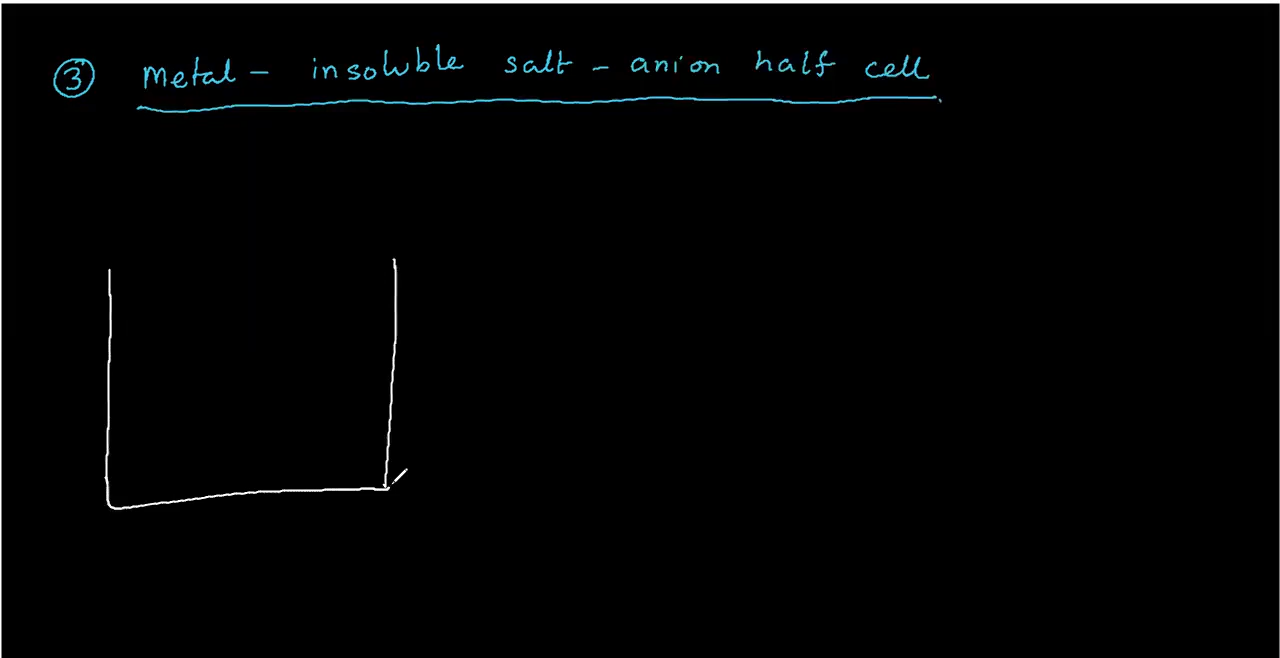 ③ Metal - insoluble salt - anion half cell